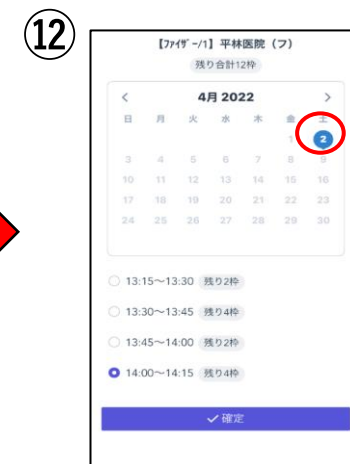 ⑫
【ﾌｧｲｻﾞｰ/1】平林医院（フ）
残り合計12枠
< 4月 2022 >
日 月 火 水 木 金 土
1 2
3 4 5 6 7 8 9
10 11 12 13 14 15 16
17 18 19 20 21 22 23
24 25 26 27 28 29 30
13:15～13:30 残り2枠
13:30～13:45 残り4枠
13:45～14:00 残り2枠
14:00～14:15 残り4枠
✓確定